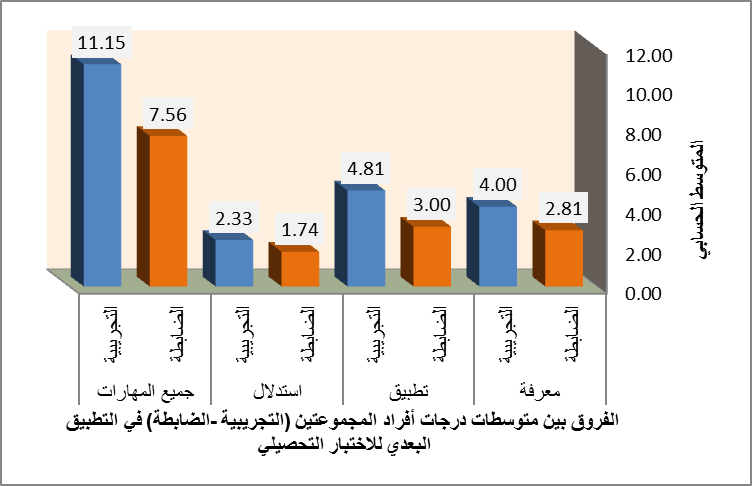 11.15
7.56
2.33
1.74
4.81
3.00
4.00
2.81
12.00
10.00
8.00
6.00
4.00
2.00
0.00
المتوسط الحسابي
الضابطة
التجريبية
الضابطة
التجريبية
الضابطة
التجريبية
الضابطة
التجريبية
معرفة
تطبيق
استدلال
جميع المهارات
الفروق بين متوسطات درجات أفراد المجموعتين (التجريبية -الضابطة) في التطبيق
البعدي للاختبار التحصيلي